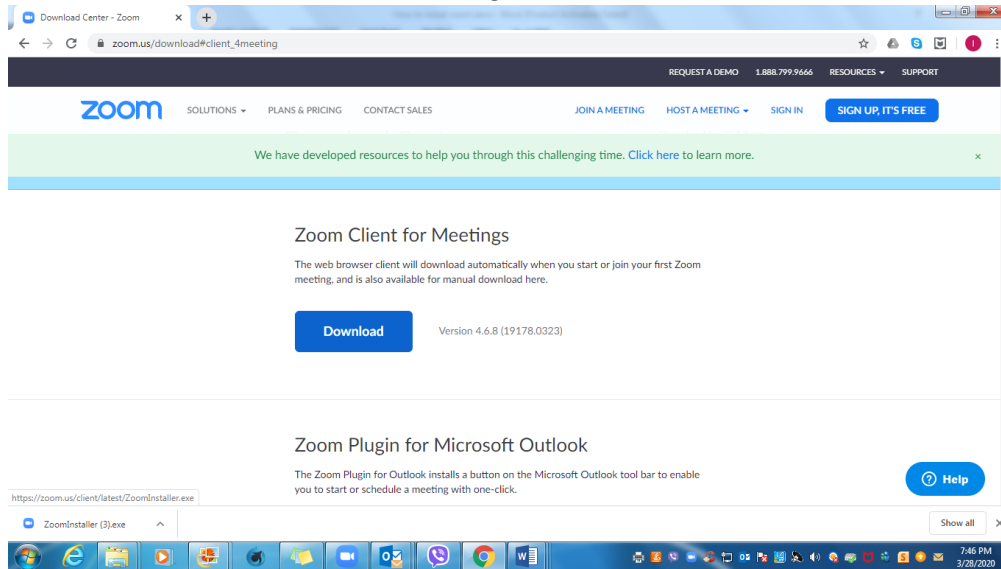 Download Center - Zoom
zoom.us/download#client_4meeting
REQUEST A DEMO 1.888.799.9666 RESOURCES SUPPORT
zoom SOLUTIONS PLANS & PRICING CONTACT SALES JOIN A MEETING HOST A MEETING SIGN IN SIGN UP, IT'S FREE
We have developed resources to help you through this challenging time. Click here to learn more.
Zoom Client for Meetings
The web browser client will download automatically when you start or join your first Zoom
meeting, and is also available for manual download here.
Download Version 4.6.8 (19178.0323)
Zoom Plugin for Microsoft Outlook
The Zoom Plugin for Outlook installs a button on the Microsoft Outlook tool bar to enable
you to start or schedule a meeting with one-click.
Help
https://zoom.us/client/latest/ZoomInstaller.exe
ZoomInstaller (3).exe Show all
7:46 PM
3/28/2020